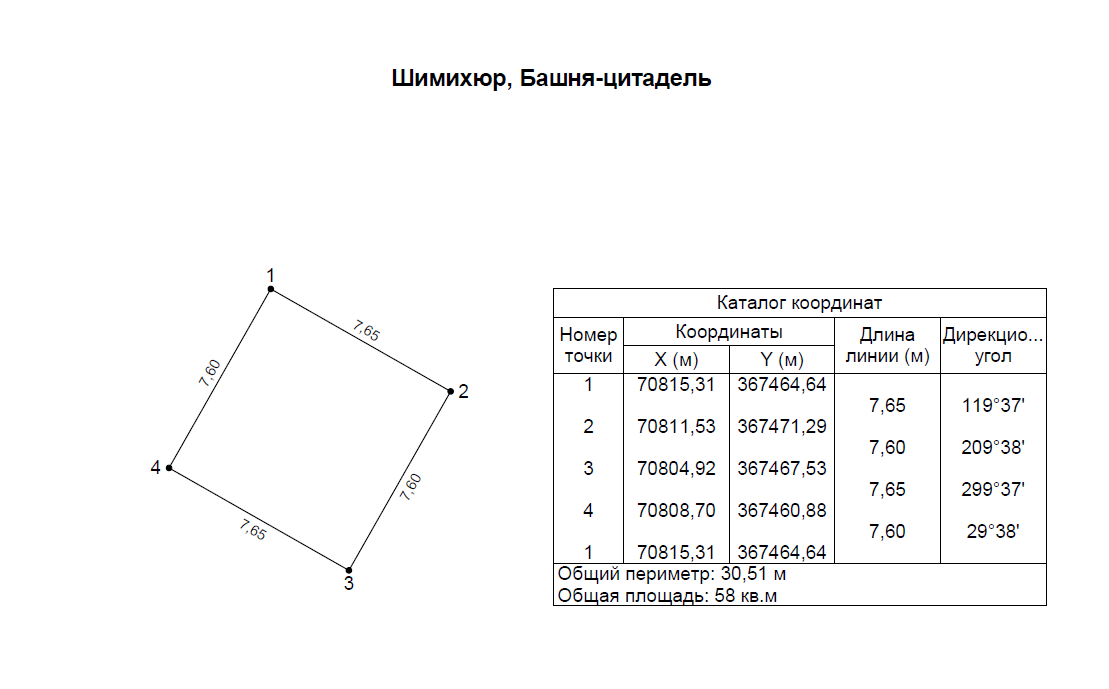 Шимихюр, Башня-цитадель
1
7,65
2
7,60
4
7,60
7,65
3
Каталог координат
Номер точки
Координаты
X (м)
Y (м)
Длина линии (м)
Дирекцио... угол
1 70815,31 367464,64
7,65 119°37'
2 70811,53 367471,29
7,60 209°38'
3 70804,92 367467,53
7,65 299°37'
4 70808,70 367460,88
7,60 29°38'
1 70815,31 367464,64
Общий периметр: 30,51 м
Общая площадь: 58 кв.м